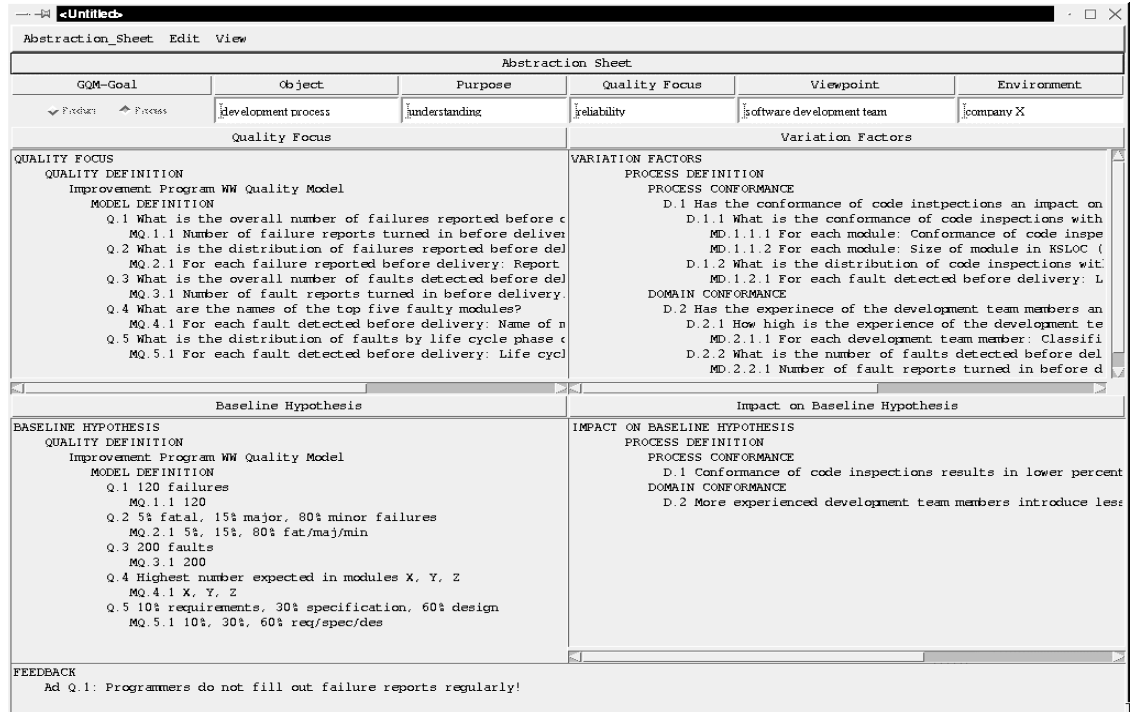 <Untitled>
Abstraction_Sheet Edit View
Abstraction Sheet
GQM-Goal Object Purpose Quality Focus Viewpoint Environment
Product Process development process understanding reliability software development team company X
Quality Focus
QUALITY FOCUS
QUALITY DEFINITION
Improvement Program WW Quality Model
MODEL DEFINITION
Q.1 What is the overall number of failures reported before
MQ.1.1 Number of failure reports turned in before deliver
Q.2 What is the distribution of failures reported before del
MQ.2.1 For each failure reported before delivery: Report
Q.3 What is the overall number of faults detected before del
MQ.3.1 Number of fault reports turned in before delivery.
Q.4 What are the names of the top five faulty modules?
MQ.4.1 For each fault detected before delivery: Name of m
Q.5 What is the distribution of faults by life cycle phase
MQ.5.1 For each fault detected before delivery: Life cycl
Variation Factors
VARIATION FACTORS
PROCESS DEFINITION
PROCESS CONFORMANCE
D.1 Has the conformance of code instpections an impact on
D.1.1 What is the conformance of code inspections with
MD.1.1.1 For each module: Conformance of code inspe
MD.1.1.2 For each module: Size of module in KSLOC (
D.1.2 What is the distribution of code inspections wit
MD.1.2.1 For each fault detected before delivery: L
DOMAIN CONFORMANCE
D.2 Has the experinece of the development team members an
D.2.1 How high is the experience of the development te
MD.2.1.1 For each development team member: Classifi
D.2.2 What is the number of faults detected before del
MD.2.2.1 Number of fault reports turned in before d
Baseline Hypothesis
BASELINE HYPOTHESIS
QUALITY DEFINITION
Improvement Program WW Quality Model
MODEL DEFINITION
Q.1 120 failures
MQ.1.1 120
Q.2 5% fatal, 15% major, 80% minor failures
MQ.2.1 5%, 15%, 80% fat/maj/min
Q.3 200 faults
MQ.3.1 200
Q.4 Highest number expected in modules X, Y, Z
MQ.4.1 X, Y, Z
Q.5 10% requirements, 30% specification, 60% design
MQ.5.1 10%, 30%, 60% req/spec/des
Impact on Baseline Hypothesis
IMPACT ON BASELINE HYPOTHESIS
PROCESS DEFINITION
PROCESS CONFORMANCE
D.1 Conformance of code inspections results in lower percent
DOMAIN CONFORMANCE
D.2 More experienced development team members introduce less
FEEDBACK
Ad Q.1: Programmers do not fill out failure reports regularly!